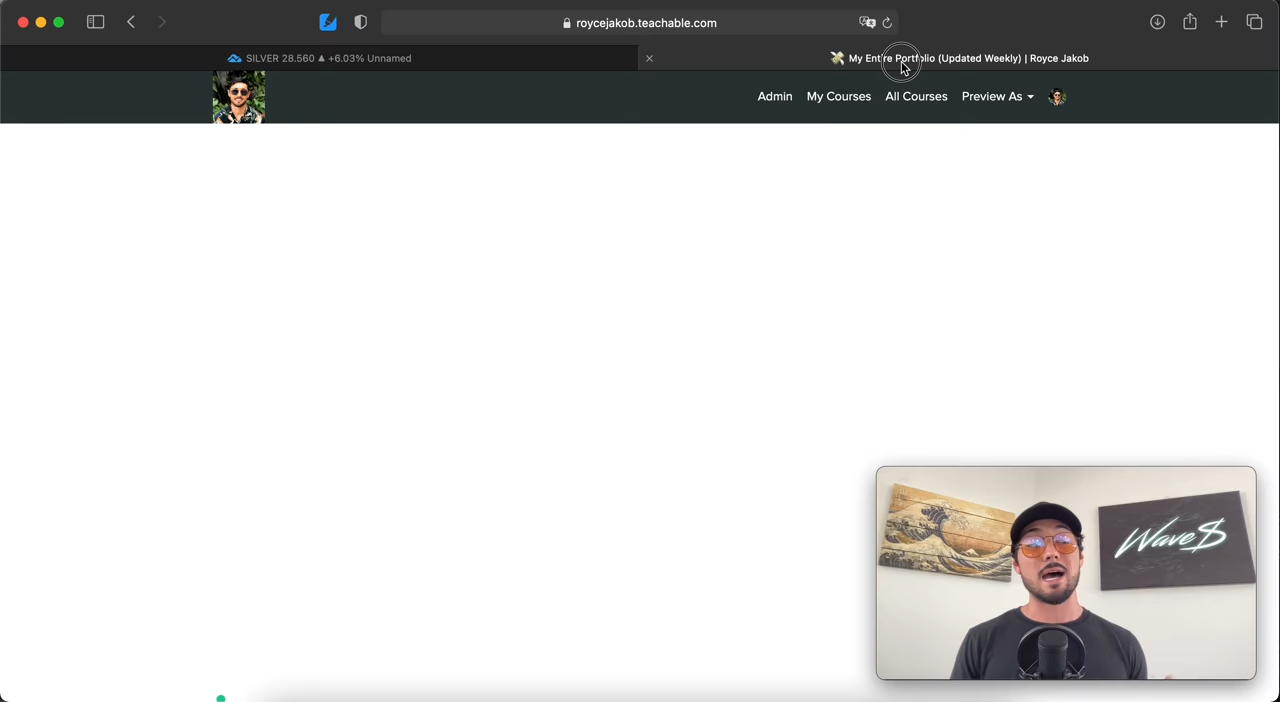 roycejakob.teachable.com
SILVER 28.560 ▲ +6.03% Unnamed
💸 My Entire Portfolio (Updated Weekly) | Royce Jakob
Admin My Courses All Courses Preview As
Wave$